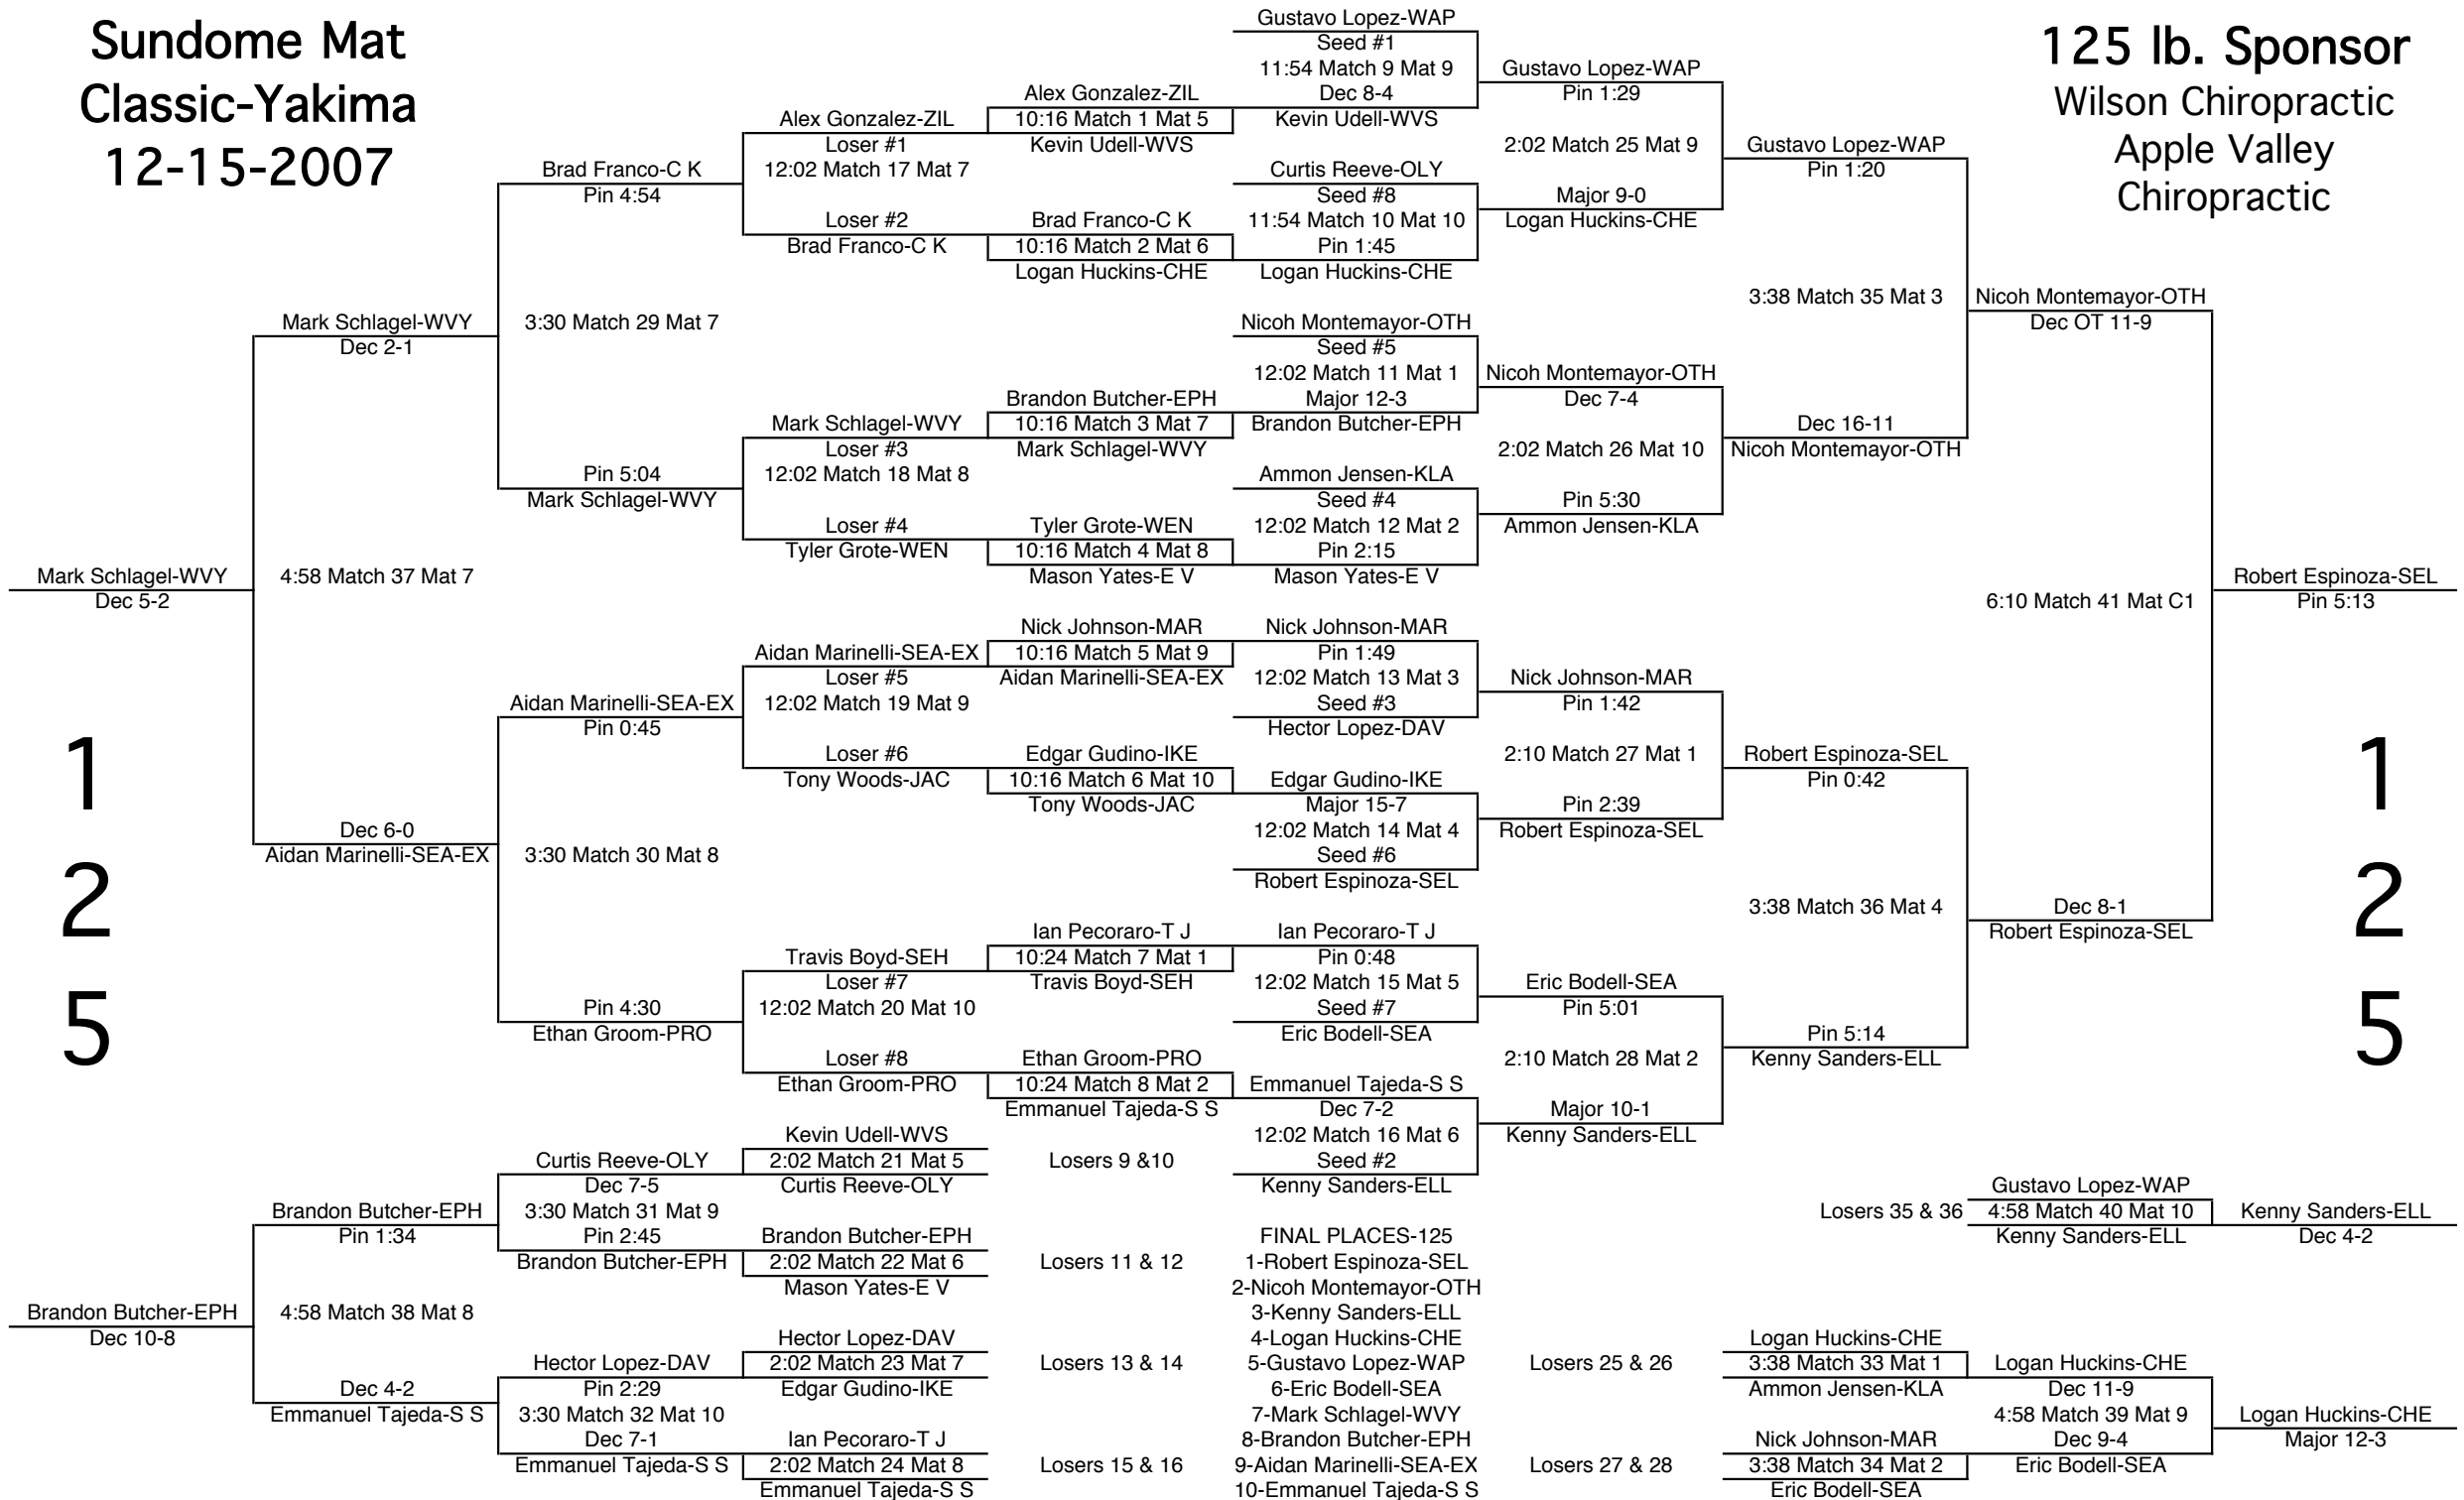 Sundome Mat
Classic-Yakima
12-15-2007
125 lb. Sponsor
Wilson Chiropractic
Apple Valley
Chiropractic
1
2
5
1
2
5
Mark Schlagel-WVY
Dec 5-2
Brandon Butcher-EPH
Dec 10-8
Mark Schlagel-WVY
Dec 2-1
4:58 Match 37 Mat 7
Dec 6-0
Aidan Marinelli-SEA-EX
Brandon Butcher-EPH
Pin 1:34
4:58 Match 38 Mat 8
Dec 4-2
Emmanuel Tajeda-S S
Brad Franco-C K
Pin 4:54
3:30 Match 29 Mat 7
Pin 5:04
Mark Schlagel-WVY
Aidan Marinelli-SEA-EX
Pin 0:45
3:30 Match 30 Mat 8
Pin 4:30
Ethan Groom-PRO
Curtis Reeve-OLY
Dec 7-5
3:30 Match 31 Mat 9
Pin 2:45
Brandon Butcher-EPH
Hector Lopez-DAV
Pin 2:29
3:30 Match 32 Mat 10
Dec 7-1
Emmanuel Tajeda-S S
Alex Gonzalez-ZIL
Loser #1
12:02 Match 17 Mat 7
Loser #2
Brad Franco-C K
Mark Schlagel-WVY
Loser #3
12:02 Match 18 Mat 8
Loser #4
Tyler Grote-WEN
Aidan Marinelli-SEA-EX
Loser #5
12:02 Match 19 Mat 9
Loser #6
Tony Woods-JAC
Travis Boyd-SEH
Loser #7
12:02 Match 20 Mat 10
Loser #8
Ethan Groom-PRO
Kevin Udell-WVS
2:02 Match 21 Mat 5
Curtis Reeve-OLY
Brandon Butcher-EPH
2:02 Match 22 Mat 6
Mason Yates-E V
Hector Lopez-DAV
2:02 Match 23 Mat 7
Edgar Gudino-IKE
Ian Pecoraro-T J
2:02 Match 24 Mat 8
Emmanuel Tajeda-S S
Alex Gonzalez-ZIL
10:16 Match 1 Mat 5
Kevin Udell-WVS
Brad Franco-C K
10:16 Match 2 Mat 6
Logan Huckins-CHE
Brandon Butcher-EPH
10:16 Match 3 Mat 7
Mark Schlagel-WVY
Tyler Grote-WEN
10:16 Match 4 Mat 8
Mason Yates-E V
Nick Johnson-MAR
10:16 Match 5 Mat 9
Aidan Marinelli-SEA-EX
Edgar Gudino-IKE
10:16 Match 6 Mat 10
Tony Woods-JAC
Ian Pecoraro-T J
10:24 Match 7 Mat 1
Travis Boyd-SEH
Ethan Groom-PRO
10:24 Match 8 Mat 2
Emmanuel Tajeda-S S
Losers 9 &10
Losers 11 & 12
Losers 13 & 14
Losers 15 & 16
Gustavo Lopez-WAP
Seed #1
11:54 Match 9 Mat 9
Dec 8-4
Kevin Udell-WVS
Curtis Reeve-OLY
Seed #8
11:54 Match 10 Mat 10
Pin 1:45
Logan Huckins-CHE
Nicoh Montemayor-OTH
Seed #5
12:02 Match 11 Mat 1
Major 12-3
Brandon Butcher-EPH
Ammon Jensen-KLA
Seed #4
12:02 Match 12 Mat 2
Pin 2:15
Mason Yates-E V
Nick Johnson-MAR
Pin 1:49
12:02 Match 13 Mat 3
Seed #3
Hector Lopez-DAV
Edgar Gudino-IKE
Major 15-7
12:02 Match 14 Mat 4
Seed #6
Robert Espinoza-SEL
Ian Pecoraro-T J
Pin 0:48
12:02 Match 15 Mat 5
Seed #7
Eric Bodell-SEA
Emmanuel Tajeda-S S
Dec 7-2
12:02 Match 16 Mat 6
Seed #2
Kenny Sanders-ELL
FINAL PLACES-125
1-Robert Espinoza-SEL
2-Nicoh Montemayor-OTH
3-Kenny Sanders-ELL
4-Logan Huckins-CHE
5-Gustavo Lopez-WAP
6-Eric Bodell-SEA
7-Mark Schlagel-WVY
8-Brandon Butcher-EPH
9-Aidan Marinelli-SEA-EX
10-Emmanuel Tajeda-S S
Gustavo Lopez-WAP
Pin 1:29
2:02 Match 25 Mat 9
Major 9-0
Logan Huckins-CHE
Nicoh Montemayor-OTH
Dec 7-4
2:02 Match 26 Mat 10
Pin 5:30
Ammon Jensen-KLA
Nick Johnson-MAR
Pin 1:42
2:10 Match 27 Mat 1
Pin 2:39
Robert Espinoza-SEL
Eric Bodell-SEA
Pin 5:01
2:10 Match 28 Mat 2
Major 10-1
Kenny Sanders-ELL
Losers 25 & 26
Losers 27 & 28
Gustavo Lopez-WAP
Pin 1:20
3:38 Match 35 Mat 3
Dec 16-11
Nicoh Montemayor-OTH
Robert Espinoza-SEL
Pin 0:42
3:38 Match 36 Mat 4
Pin 5:14
Kenny Sanders-ELL
Losers 35 & 36
Logan Huckins-CHE
3:38 Match 33 Mat 1
Ammon Jensen-KLA
Nick Johnson-MAR
3:38 Match 34 Mat 2
Eric Bodell-SEA
Nicoh Montemayor-OTH
Dec OT 11-9
6:10 Match 41 Mat C1
Dec 8-1
Robert Espinoza-SEL
Gustavo Lopez-WAP
4:58 Match 40 Mat 10
Kenny Sanders-ELL
Logan Huckins-CHE
Dec 11-9
4:58 Match 39 Mat 9
Dec 9-4
Eric Bodell-SEA
Robert Espinoza-SEL
Pin 5:13
Kenny Sanders-ELL
Dec 4-2
Logan Huckins-CHE
Major 12-3